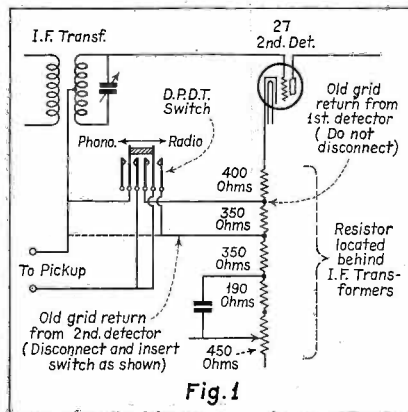 27
2nd. Det.
I.F. Transf.
D.P.D.T.
Switch
Phono.
Radio
Old grid
return from
1st. detector
(Do not
disconnect)
400
Ohms
350
Ohms
350
Ohms
190
Ohms
450
Ohms
Resistor
located
behind
I.F. Trans-
formers
To Pickup
Old grid return
from 2nd. detector
(Disconnect and insert
switch as shown)
Fig.1